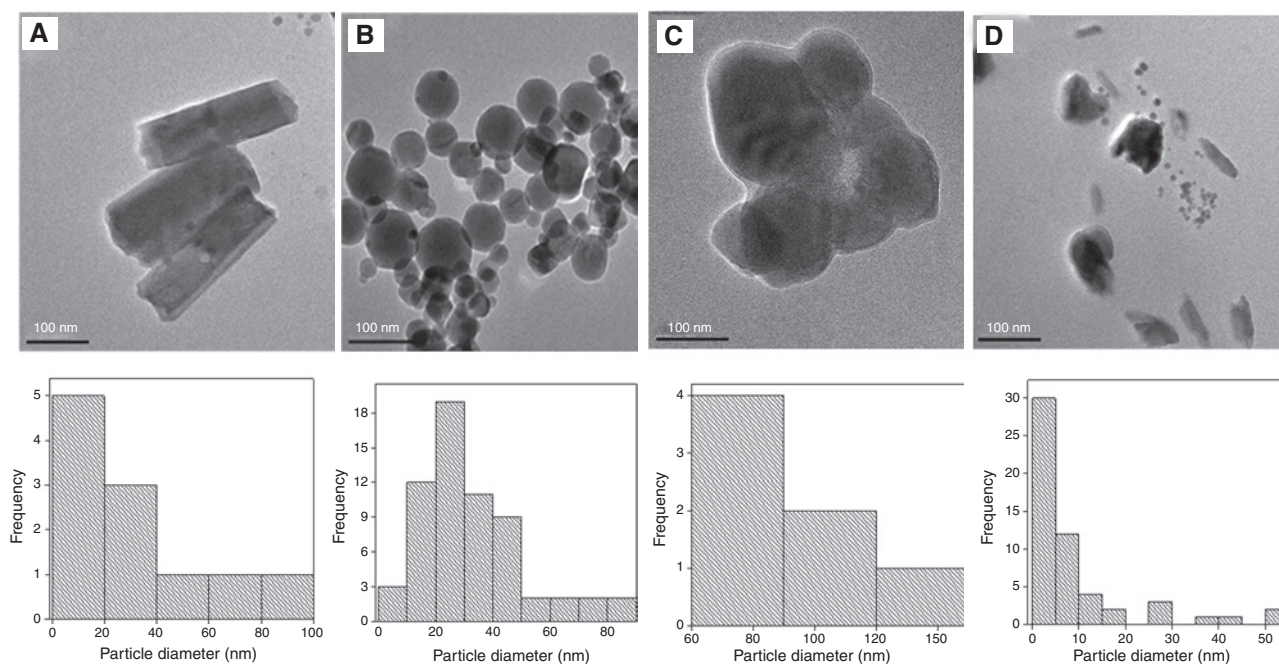 A
B
C
D
100 nm
100 nm
100 nm
100 nm
5
4
3
2
1
0
Frequency
0 20 40 60 80 100
Particle diameter (nm)
18
15
12
9
6
3
0
Frequency
0 20 40 60 80
Particle diameter (nm)
4
3
2
1
0
Frequency
60 80 100 120 150
Particle diameter (nm)
30
25
20
15
10
5
0
Frequency
0 10 20 30 40 50
Particle diameter (nm)